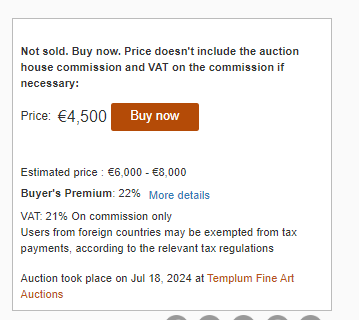 Not sold. Buy now. Price doesn't include the auction
house commission and VAT on the commission if
necessary:
Price: €4,500 Buy now
Estimated price : €6,000 - €8,000
Buyer's Premium: 22% More details
VAT: 21% On commission only
Users from foreign countries may be exempted from tax
payments, according to the relevant tax regulations
Auction took place on Jul 18, 2024 at Templum Fine Art
Auctions